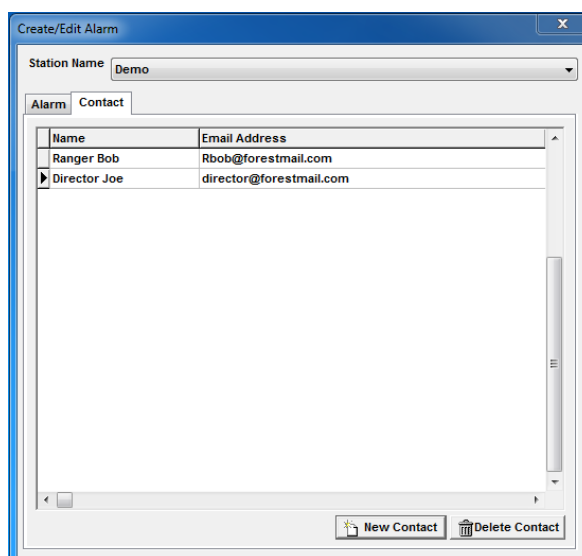 Create/Edit Alarm
x
Station Name Demo
Alarm Contact
Name Email Address
Ranger Bob Rbob@forestmail.com
Director Joe director@forestmail.com
New Contact Delete Contact